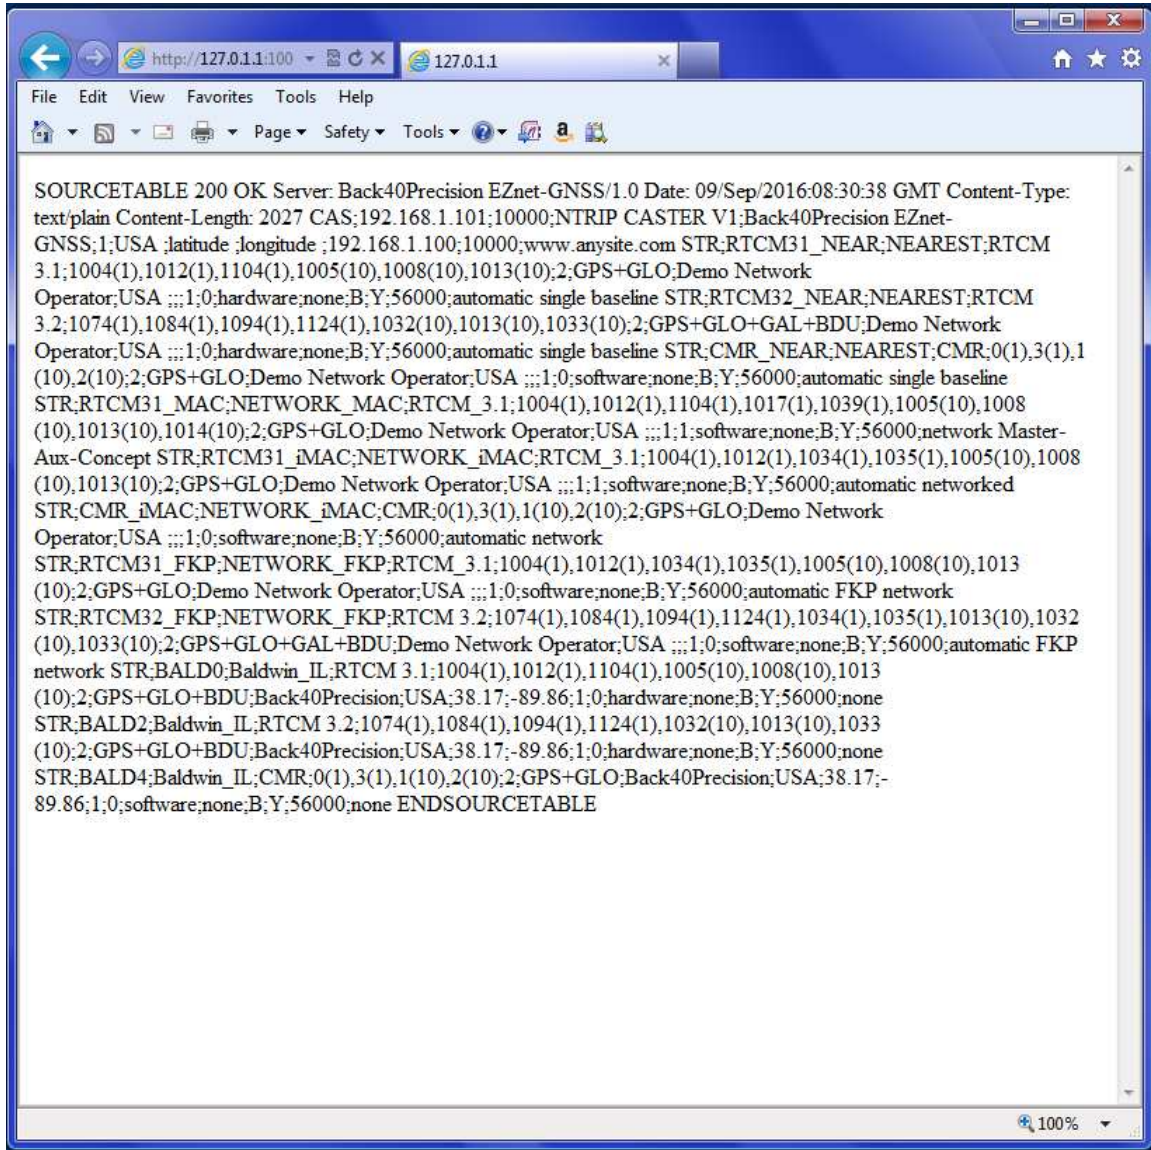 http://127.0.1.1:100
127.0.1.1
File Edit View Favorites Tools Help
Page Safety Tools
SOURCETABLE 200 OK Server: Back40Precision EZnet-GNSS/1.0 Date: 09/Sep/2016:08:30:38 GMT Content-Type:
text/plain Content-Length: 2027 CAS;192.168.1.101;10000;NTRIP CASTER V1;Back40Precision EZnet-
GNSS;1;USA ;latitude ;longitude ;192.168.1.100;10000;www.anysite.com STR;RTCM31_NEAR;NEAREST;RTCM
3.1;1004(1),1012(1),1104(1),1005(10),1008(10),1013(10);2;GPS+GLO;Demo Network
Operator;USA ;;;1;0;hardware;none;B;Y;56000;automatic single baseline STR;RTCM32_NEAR;NEAREST;RTCM
3.2;1074(1),1084(1),1094(1),1124(1),1032(10),1013(10),1033(10);2;GPS+GLO+GAL+BDU;Demo Network
Operator;USA ;;;1;0;hardware;none;B;Y;56000;automatic single baseline STR;CMR_NEAR;NEAREST;CMR;0(1),3(1),1
(10),2(10);2;GPS+GLO;Demo Network Operator;USA ;;;1;0;software;none;B;Y;56000;automatic single baseline
STR;RTCM31_MAC;NETWORK_MAC;RTCM_3.1;1004(1),1012(1),1104(1),1017(1),1039(1),1005(10),1008
(10),1013(10),1014(10);2;GPS+GLO;Demo Network Operator;USA ;;;1;1;software;none;B;Y;56000;network Master-
Aux-Concept STR;RTCM31_iMAC;NETWORK_iMAC;RTCM_3.1;1004(1),1012(1),1034(1),1035(1),1005(10),1008
(10),1013(10);2;GPS+GLO;Demo Network Operator;USA ;;;1;1;software;none;B;Y;56000;automatic networked
STR;CMR_iMAC;NETWORK_iMAC;CMR;0(1),3(1),1(10),2(10);2;GPS+GLO;Demo Network
Operator;USA ;;;1;0;software;none;B;Y;56000;automatic network
STR;RTCM31_FKP;NETWORK_FKP;RTCM_3.1;1004(1),1012(1),1034(1),1035(1),1005(10),1008(10),1013
(10);2;GPS+GLO;Demo Network Operator;USA ;;;1;0;software;none;B;Y;56000;automatic FKP network
STR;RTCM32_FKP;NETWORK_FKP;RTCM 3.2;1074(1),1084(1),1094(1),1124(1),1034(1),1035(1),1013(10),1032
(10),1033(10);2;GPS+GLO+GAL+BDU;Demo Network Operator;USA ;;;1;0;software;none;B;Y;56000;automatic FKP
network STR;BALD0;Baldwin_IL;RTCM 3.1;1004(1),1012(1),1104(1),1005(10),1008(10),1013
(10);2;GPS+GLO+BDU;Back40Precision;USA;38.17;-89.86;1;0;hardware;none;B;Y;56000;none
STR;BALD2;Baldwin_IL;RTCM 3.2;1074(1),1084(1),1094(1),1124(1),1032(10),1013(10),1033
(10);2;GPS+GLO+BDU;Back40Precision;USA;38.17;-89.86;1;0;hardware;none;B;Y;56000;none
STR;BALD4;Baldwin_IL;CMR;0(1),3(1),1(10),2(10);2;GPS+GLO;Back40Precision;USA;38.17;-
89.86;1;0;software;none;B;Y;56000;none ENDSOURCETABLE
100%